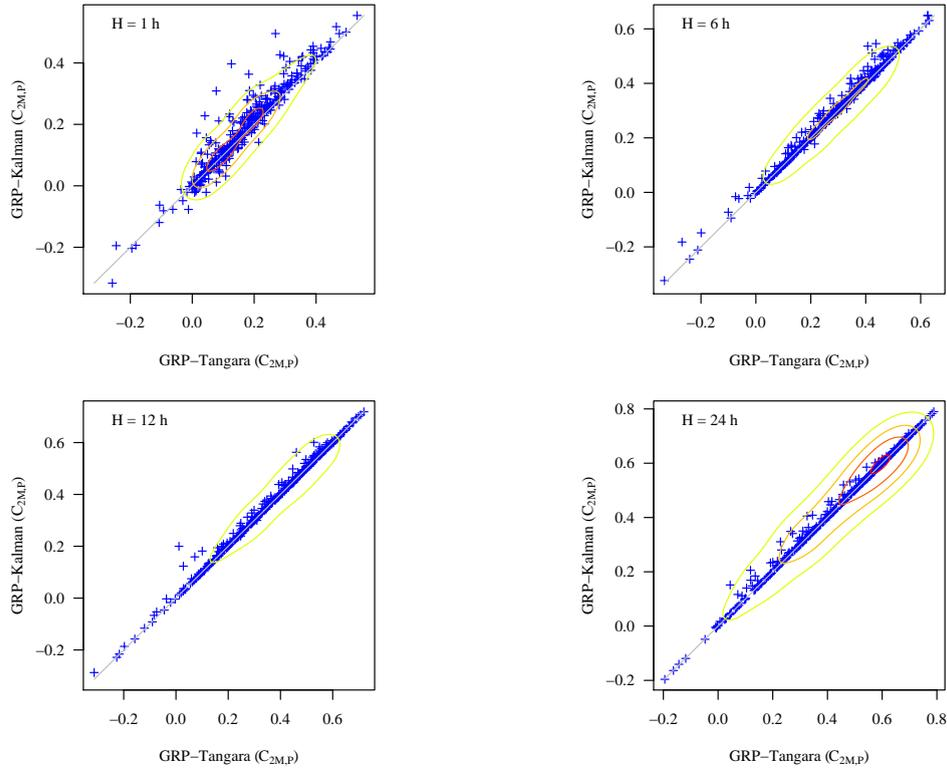 H = 1 h
GRP−Kalman (C2M,P)
0.4
0.2
0.0
−0.2
−0.2 0.0 0.2 0.4
GRP−Tangara (C2M,P)
H = 6 h
GRP−Kalman (C2M,P)
0.6
0.4
0.2
0.0
−0.2
−0.2 0.0 0.2 0.4 0.6
GRP−Tangara (C2M,P)
H = 12 h
GRP−Kalman (C2M,P)
0.6
0.4
0.2
0.0
−0.2
−0.2 0.0 0.2 0.4 0.6
GRP−Tangara (C2M,P)
H = 24 h
GRP−Kalman (C2M,P)
0.8
0.6
0.4
0.2
0.0
−0.2
−0.2 0.0 0.2 0.4 0.6 0.8
GRP−Tangara (C2M,P)